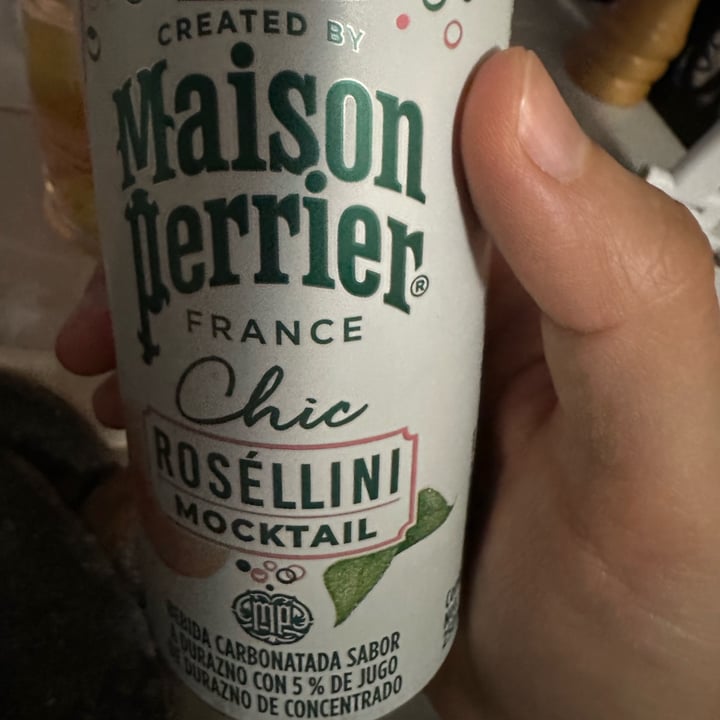 CREATED BY
Maison
Perrier®
FRANCE
Chic
ROSÉLLINI
MOCKTAIL
MP
BEBIDA CARBONATADA SABOR
A DURAZNO CON 5 % DE JUGO
DE DURAZNO DE CONCENTRADO